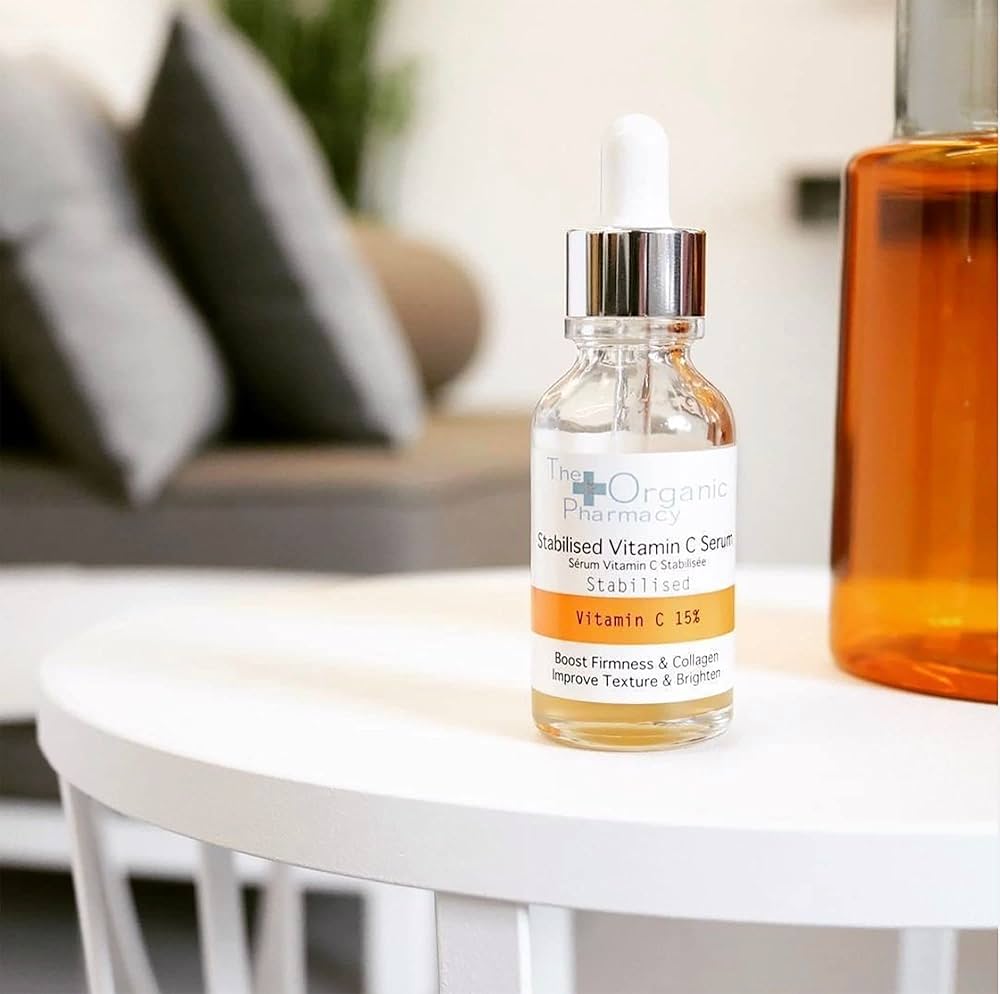 The Organic
Pharmacy
Stabilised Vitamin C Serum
Sérum Vitamin C Stabilisée
Stabilised
Vitamin C 15%
Boost Firmness & Collagen
Improve Texture & Brighten